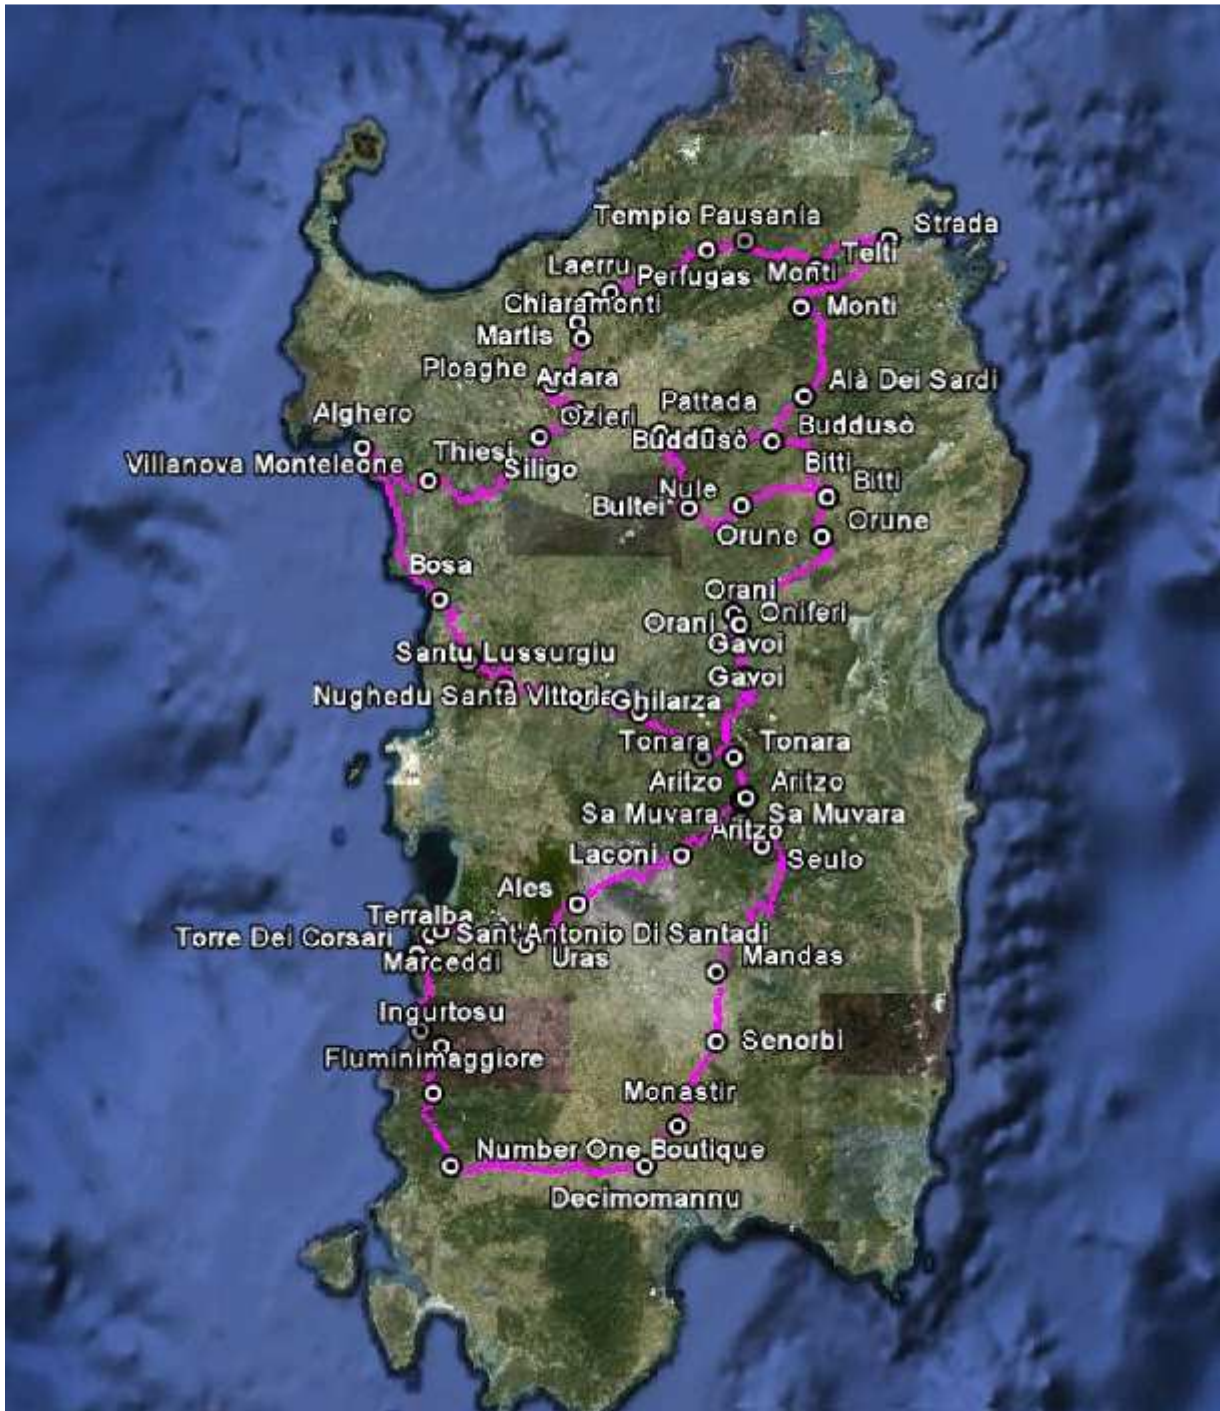 Tempio Pausania
Strada
Telti
Laerru
Perfugas
Monti
Chiaramonti
Monti
Martis
Ploaghe
Ardara
Alà Dei Sardi
Pattada
Alghero
Ozieri
Buddusò
Buddusò
Thiesi
Villanova Monteleone
Siligo
Bitti
Bitti
Nule
Bultei
Orune
Orune
Bosa
Orani
Oniferi
Orani
Gavoi
Santu Lussurgiu
Gavoi
Nughedu Santa Vittoria
Ghilarza
Tonara
Tonara
Aritzo
Aritzo
Sa Muvara
Sa Muvara
Aritzo
Laconi
Seulo
Ales
Terralba
Sant'Antonio Di Santadi
Torre Dei Corsari
Uras
Marceddi
Mandas
Ingurtosu
Senorbi
Fluminimaggiore
Monastir
Number One Boutique
Decimomannu